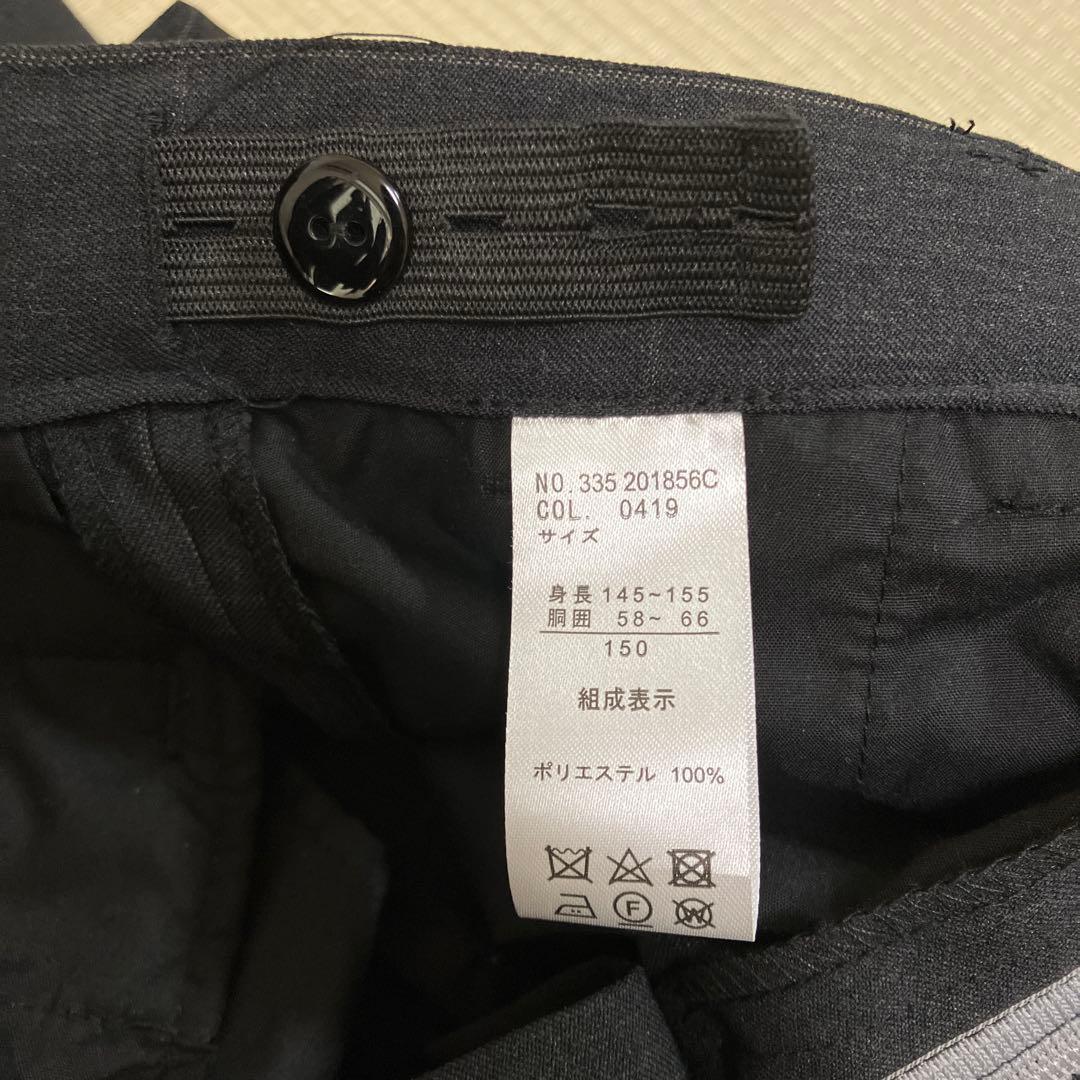 NO.335 201856C
COL. 0419
サイズ
身長 145~155
胴囲 58~ 66
150
組成表示
ポリエステル 100%
F
W